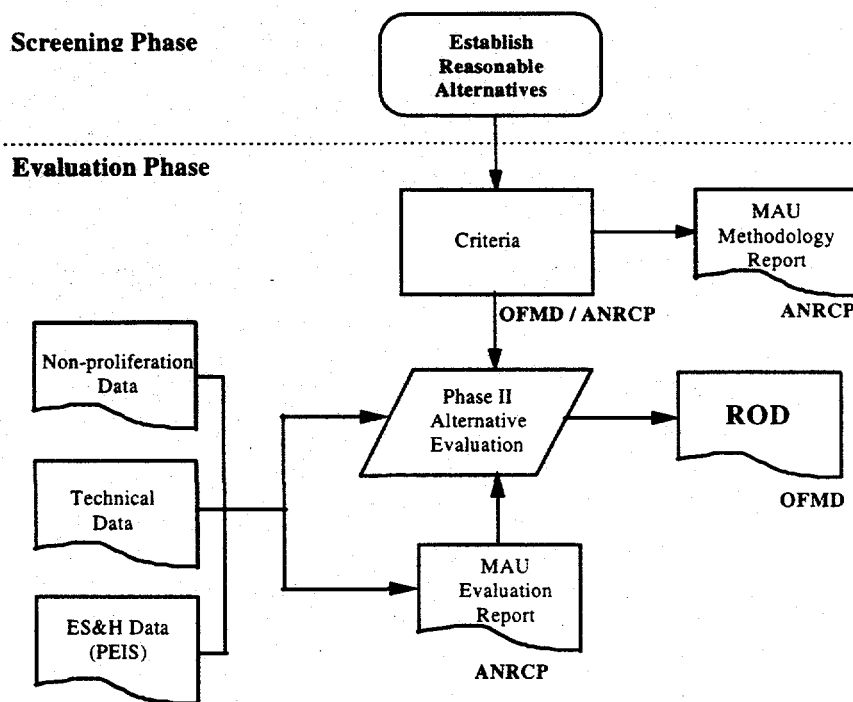 Screening Phase
Establish
Reasonable
Alternatives
Evaluation Phase
Criteria
OFMD / ANRCP
MAU
Methodology
Report
ANRCP
Non-proliferation
Data
Technical
Data
ES&H Data
(PEIS)
Phase II
Alternative
Evaluation
ROD
OFMD
MAU
Evaluation
Report
ANRCP